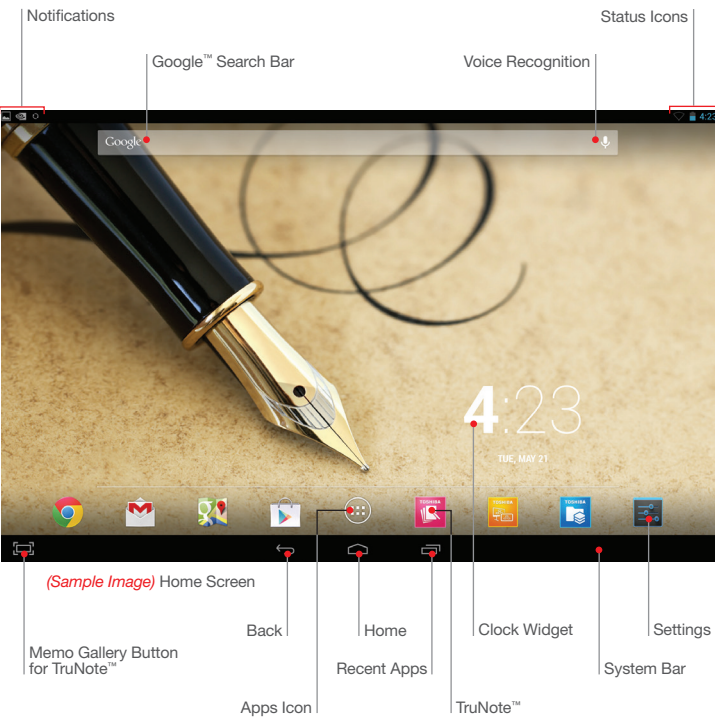 Notifications
Status Icons
Google™ Search Bar
Voice Recognition
4:23
Google
4:23
TUE, MAY 21
TOSHIBA
TOSHIBA
TOSHIBA
(Sample Image) Home Screen
Back
Home
Clock Widget
Settings
Memo Gallery Button
for TruNote™
Recent Apps
System Bar
Apps Icon
TruNote™